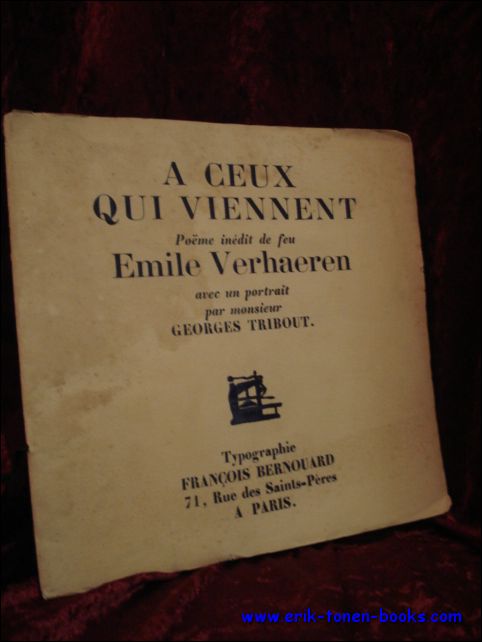 A CEUX
QUI VIENNENT
Poëme inédit de feu
Emile Verhaeren
avec un portrait
par monsieur
GEORGES TRIBOUT.
Typographie
FRANÇOIS BERNOUARD
71, Rue des Saints-Pères
A PARIS.
www.erik-tonen-books.com